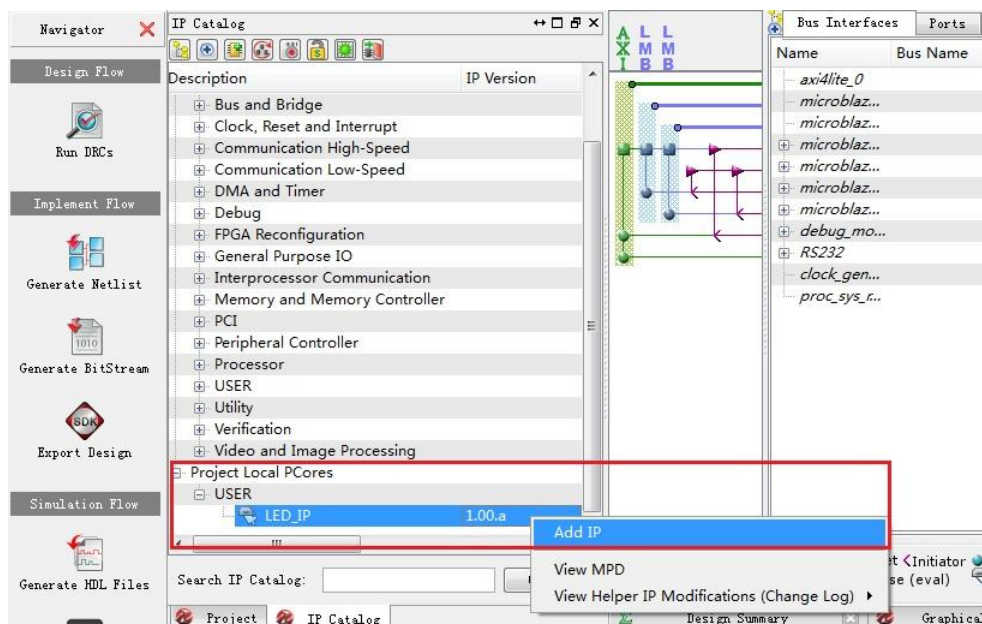 Navigator
Design Flow
Run DRCs
Implement Flow
Generate Netlist
1010
Generate BitStream
SDK
Export Design
Simulation Flow
Generate HDL Files
IP Catalog
Description IP Version
Bus and Bridge
Clock, Reset and Interrupt
Communication High-Speed
Communication Low-Speed
DMA and Timer
Debug
FPGA Reconfiguration
General Purpose IO
Interprocessor Communication
Memory and Memory Controller
PCI
Peripheral Controller
Processor
USER
Utility
Verification
Video and Image Processing
Project Local PCores
USER
LED_IP 1.00.a
Search IP Catalog:
Project IP Catalog
Add IP
View MPD
View Helper IP Modifications (Change Log)
A L L
X M M
I B B
Bus Interfaces Ports
Name Bus Name
axi4lite_0
microblaz...
microblaz...
microblaz...
microblaz...
microblaz...
microblaz...
debug_mo...
RS232
clock_gen...
proc_sys_r...
Initiator
(eval)
Design Summary
Graphical